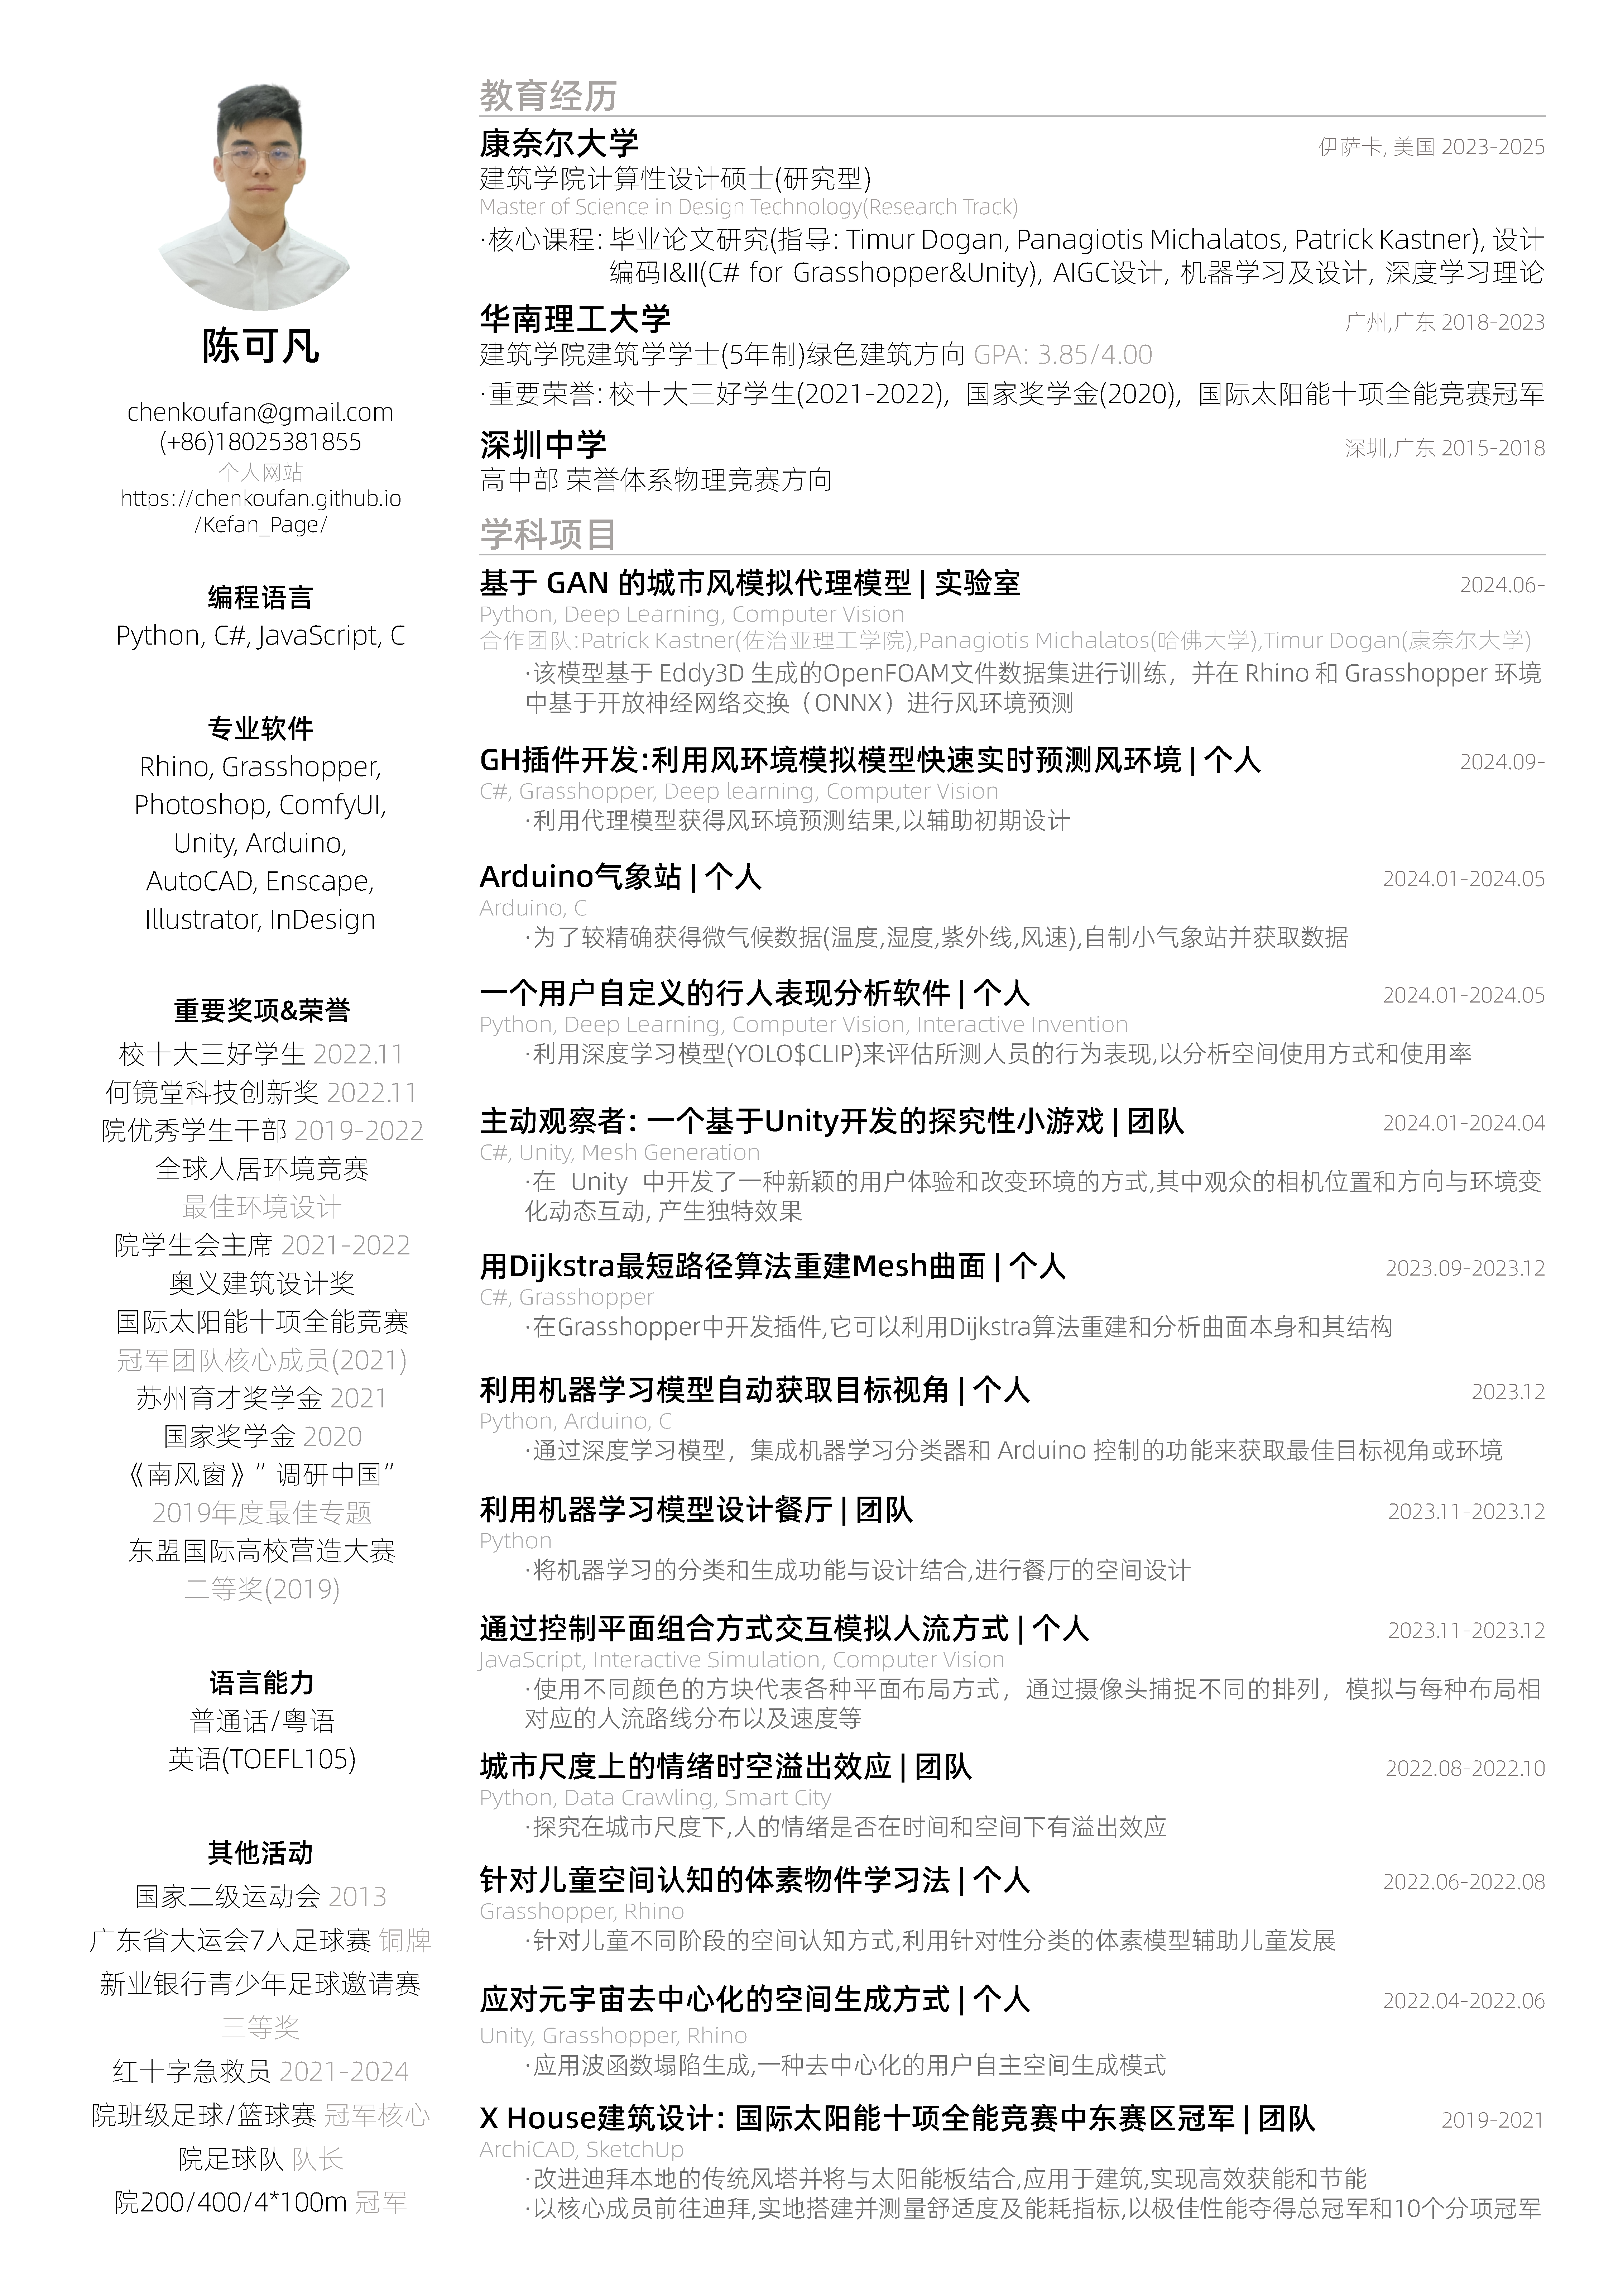 陈可凡
chenkoufan@gmail.com
(+86)18025381855
个人网站
https://chenkoufan.github.io
/Kefan_Page/
编程语言
Python, C#, JavaScript, C
专业软件
Rhino, Grasshopper,
Photoshop, ComfyUI,
Unity, Arduino,
AutoCAD, Enscape,
Illustrator, InDesign
重要奖项&荣誉
校十大三好学生 2022.11
何镜堂科技创新奖 2022.11
院优秀学生干部 2019-2022
全球人居环境竞赛
最佳环境设计
院学生会主席 2021-2022
奥义建筑设计奖
国际太阳能十项全能竞赛
冠军团队核心成员(2021)
苏州育才奖学金 2021
国家奖学金 2020
《南风窗》”调研中国”
2019年度最佳专题
东盟国际高校营造大赛
二等奖(2019)
语言能力
普通话/粤语
英语(TOEFL105)
其他活动
国家二级运动会 2013
广东省大运会7人足球赛 铜牌
新业银行青少年足球邀请赛
三等奖
红十字急救员 2021-2024
院班级足球/篮球赛 冠军核心
院足球队 队长
院200/400/4*100m 冠军
教育经历
康奈尔大学 伊萨卡, 美国 2023-2025
建筑学院计算性设计硕士(研究型)
Master of Science in Design Technology(Research Track)
·核心课程: 毕业论文研究(指导: Timur Dogan, Panagiotis Michalatos, Patrick Kastner), 设计
编码I&II(C# for Grasshopper&Unity), AIGC设计, 机器学习及设计, 深度学习理论
华南理工大学 广州,广东 2018-2023
建筑学院建筑学学士(5年制)绿色建筑方向 GPA: 3.85/4.00
·重要荣誉: 校十大三好学生(2021-2022), 国家奖学金(2020), 国际太阳能十项全能竞赛冠军
深圳中学 深圳,广东 2015-2018
高中部 荣誉体系物理竞赛方向
学科项目
基于 GAN 的城市风模拟代理模型 | 实验室 2024.06-
Python, Deep Learning, Computer Vision
合作团队:Patrick Kastner(佐治亚理工学院),Panagiotis Michalatos(哈佛大学),Timur Dogan(康奈尔大学)
·该模型基于 Eddy3D 生成的OpenFOAM文件数据集进行训练，并在 Rhino 和 Grasshopper 环境
中基于开放神经网络交换（ONNX）进行风环境预测
GH插件开发:利用风环境模拟模型快速实时预测风环境 | 个人 2024.09-
C#, Grasshopper, Deep learning, Computer Vision
·利用代理模型获得风环境预测结果,以辅助初期设计
Arduino气象站 | 个人 2024.01-2024.05
Arduino, C
·为了较精确获得微气候数据(温度,湿度,紫外线,风速),自制小气象站并获取数据
一个用户自定义的行人表现分析软件 | 个人 2024.01-2024.05
Python, Deep Learning, Computer Vision, Interactive Invention
·利用深度学习模型(YOLO$CLIP)来评估所测人员的行为表现,以分析空间使用方式和使用率
主动观察者: 一个基于Unity开发的探究性小游戏 | 团队 2024.01-2024.04
C#, Unity, Mesh Generation
·在 Unity 中开发了一种新颖的用户体验和改变环境的方式,其中观众的相机位置和方向与环境变
化动态互动, 产生独特效果
用Dijkstra最短路径算法重建Mesh曲面 | 个人 2023.09-2023.12
C#, Grasshopper
·在Grasshopper中开发插件,它可以利用Dijkstra算法重建和分析曲面本身和其结构
利用机器学习模型自动获取目标视角 | 个人 2023.12
Python, Arduino, C
·通过深度学习模型，集成机器学习分类器和 Arduino 控制的功能来获取最佳目标视角或环境
利用机器学习模型设计餐厅 | 团队 2023.11-2023.12
Python
·将机器学习的分类和生成功能与设计结合,进行餐厅的空间设计
通过控制平面组合方式交互模拟人流方式 | 个人 2023.11-2023.12
JavaScript, Interactive Simulation, Computer Vision
·使用不同颜色的方块代表各种平面布局方式，通过摄像头捕捉不同的排列，模拟与每种布局相
对应的人流路线分布以及速度等
城市尺度上的情绪时空溢出效应 | 团队 2022.08-2022.10
Python, Data Crawling, Smart City
·探究在城市尺度下,人的情绪是否在时间和空间下有溢出效应
针对儿童空间认知的体素物件学习法 | 个人 2022.06-2022.08
Grasshopper, Rhino
·针对儿童不同阶段的空间认知方式,利用针对性分类的体素模型辅助儿童发展
应对元宇宙去中心化的空间生成方式 | 个人 2022.04-2022.06
Unity, Grasshopper, Rhino
·应用波函数塌陷生成,一种去中心化的用户自主空间生成模式
X House建筑设计: 国际太阳能十项全能竞赛中东赛区冠军 | 团队 2019-2021
ArchiCAD, SketchUp
·改进迪拜本地的传统风塔并将与太阳能板结合,应用于建筑,实现高效获能和节能
·以核心成员前往迪拜,实地搭建并测量舒适度及能耗指标,以极佳性能夺得总冠军和10个分项冠军